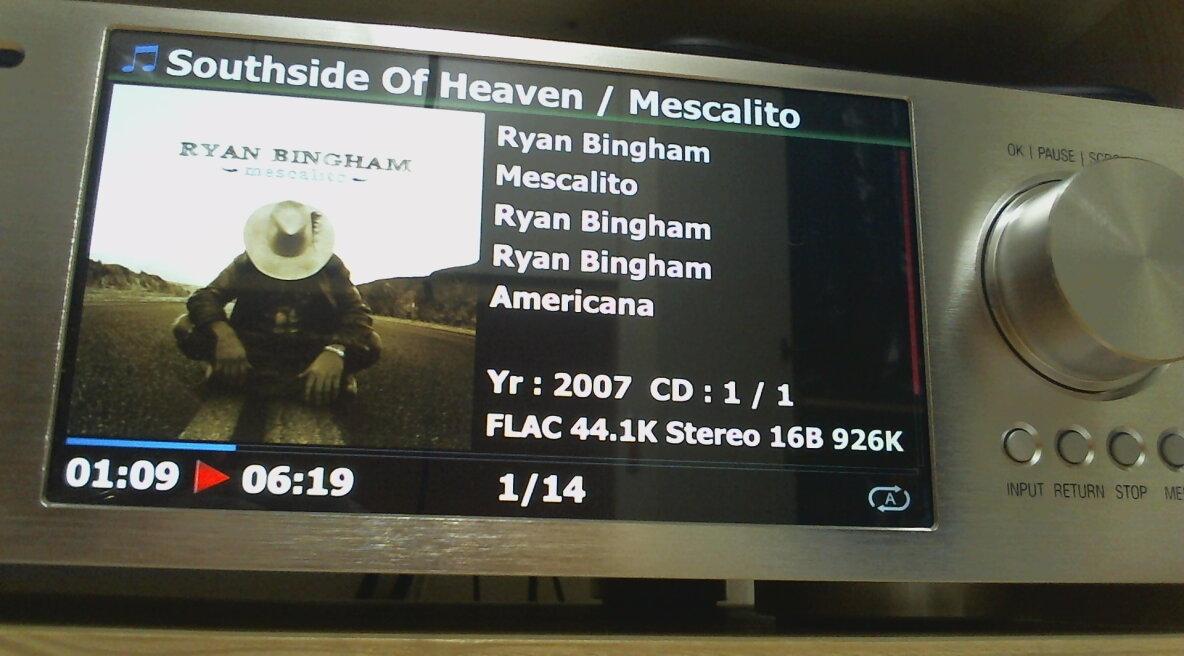 Southside Of Heaven / Mescalito
RYAN BINGHAM
mescalito
Ryan Bingham
Mescalito
Ryan Bingham
Ryan Bingham
Americana
Yr : 2007 CD : 1 / 1
FLAC 44.1K Stereo 16B 926K
01:09 06:19 1/14 A
OK | PAUSE |
INPUT RETURN STOP